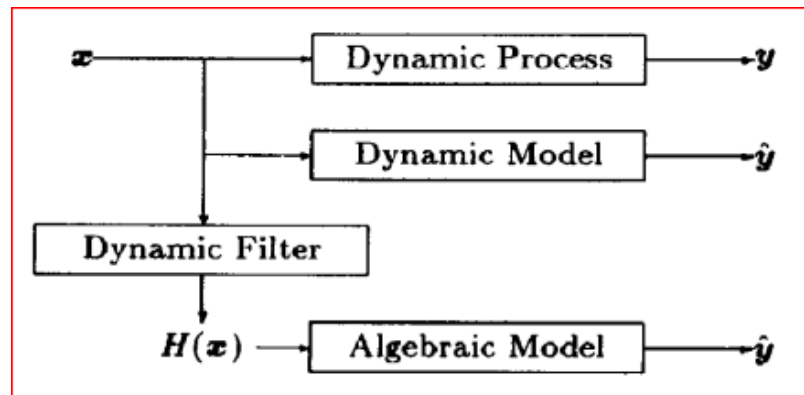 x Dynamic Process y
Dynamic Model ŷ
Dynamic Filter
H(x) Algebraic Model ŷ